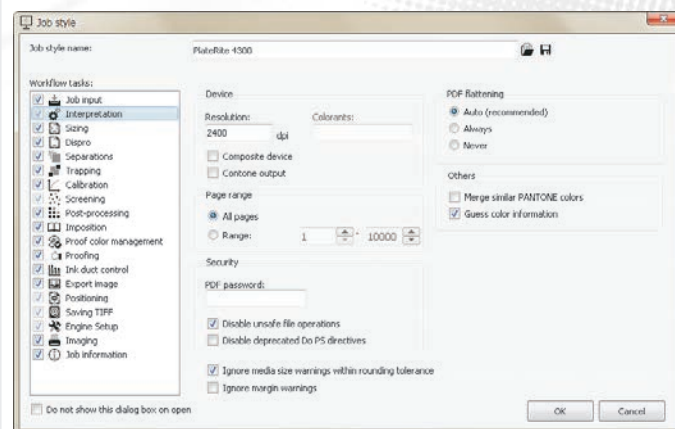 Job style
Job style name:
PlateRite 4300
Workflow tasks:
Job input
Interpretation
Sizing
Dispro
Separations
Trapping
Calibration
Screening
Post-processing
Imposition
Proof color management
Proofing
Ink duct control
Export image
Positioning
Saving TIFF
Engine Setup
Imaging
Job information
Do not show this dialog box on open
Device
Resolution:
Colorants:
2400 dpi
Composite device
Contone output
Page range
All pages
Range: 1 - 10000
Security
PDF password:
Disable unsafe file operations
Disable deprecated Do PS directives
Ignore media size warnings within rounding tolerance
Ignore margin warnings
PDF flattening
Auto (recommended)
Always
Never
Others
Merge similar PANTONE colors
Guess color information
OK
Cancel